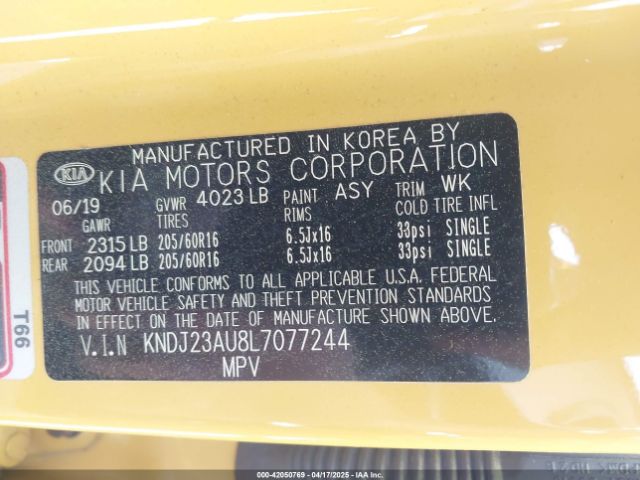 MANUFACTURED IN KOREA BY
KIA KIA MOTORS CORPORATION
06/19 GVWR 4023 LB PAINT ASY TRIM WK
GAWR TIRES RIMS COLD TIRE INFL
FRONT 2315 LB 205/60R16 6.5Jx16 33psi SINGLE
REAR 2094 LB 205/60R16 6.5Jx16 33psi SINGLE
THIS VEHICLE CONFORMS TO ALL APPLICABLE U.S.A. FEDERAL
MOTOR VEHICLE SAFETY AND THEFT PREVENTION STANDARDS
IN EFFECT ON THE DATE OF MANUFACTURE SHOWN ABOVE.
V.I.N KNDJ23AU8L7077244
MPV
T66
000-42050769 - 04/17/2025 - IAA, Inc.